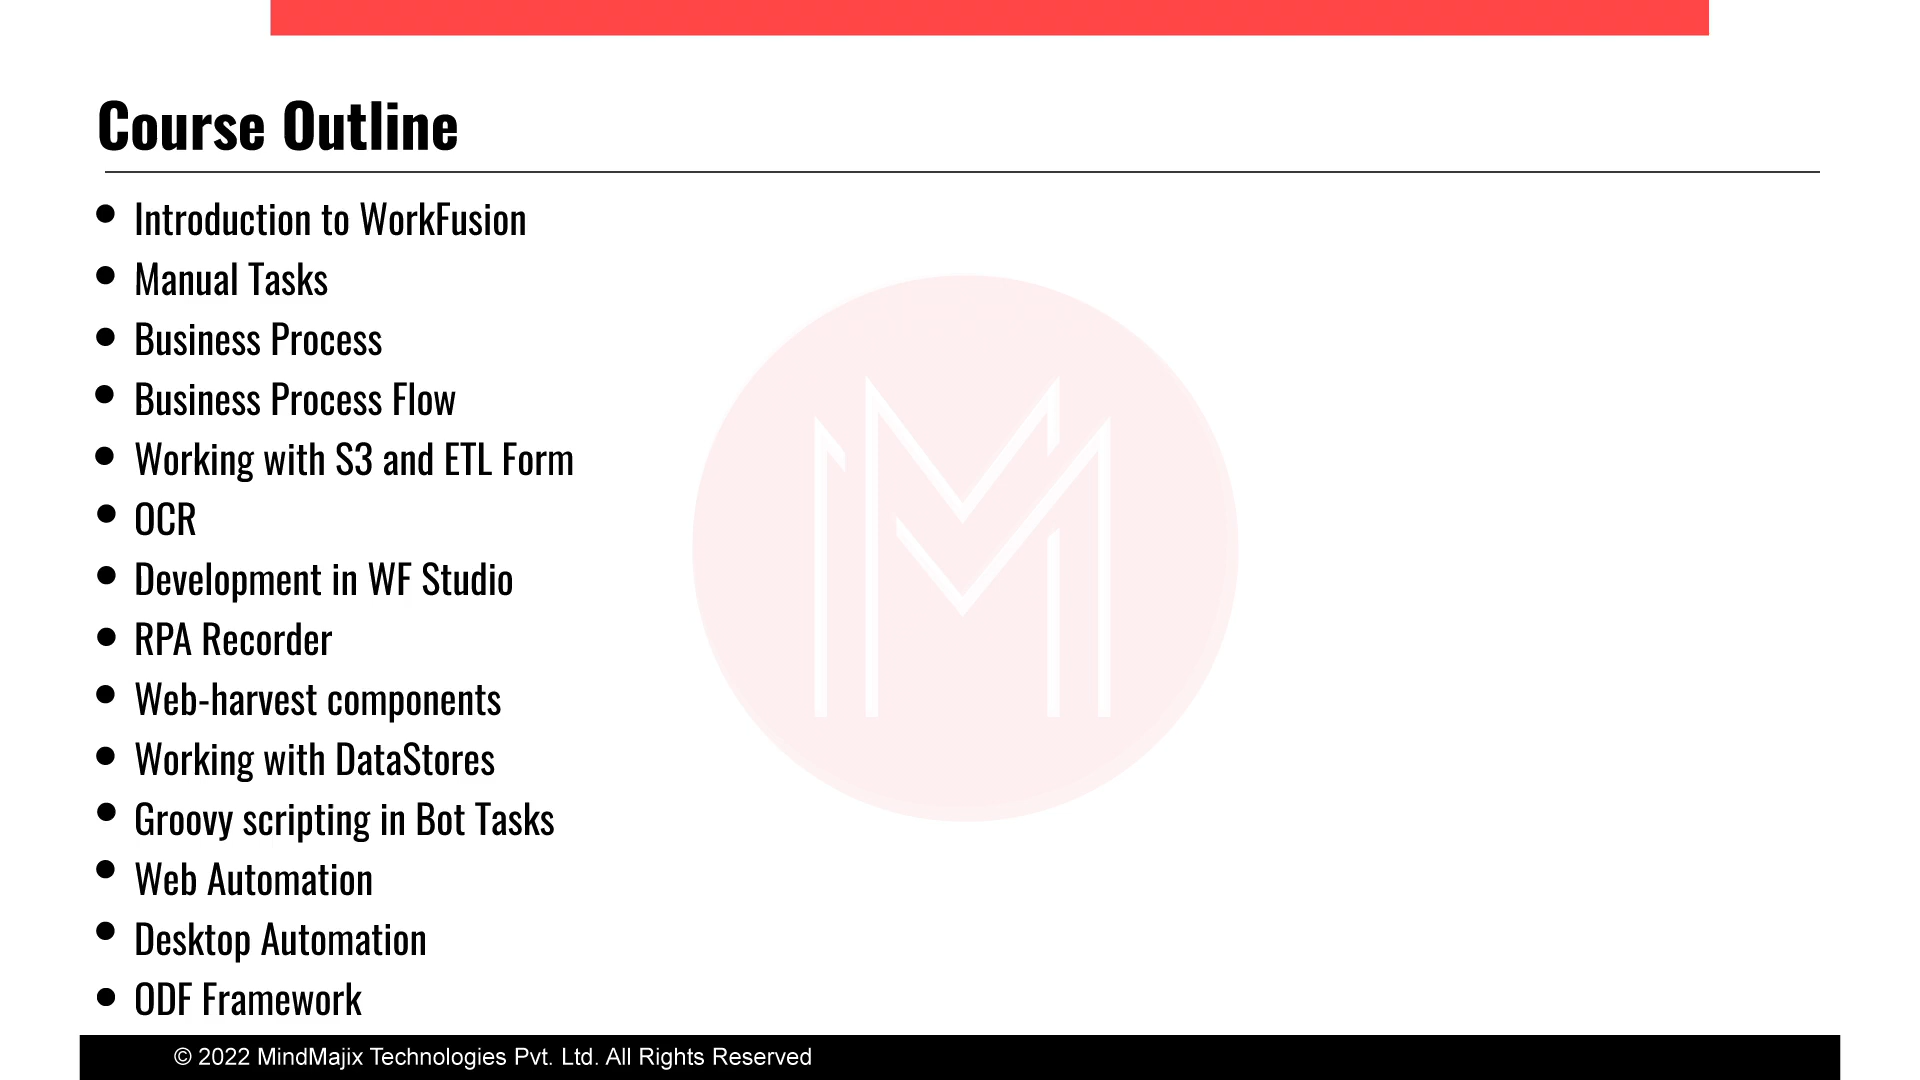 Course Outline
• Introduction to WorkFusion
• Manual Tasks
• Business Process
• Business Process Flow
• Working with S3 and ETL Form
• OCR
• Development in WF Studio
• RPA Recorder
• Web-harvest components
• Working with DataStores
• Groovy scripting in Bot Tasks
• Web Automation
• Desktop Automation
• ODF Framework
© 2022 MindMajix Technologies Pvt. Ltd. All Rights Reserved